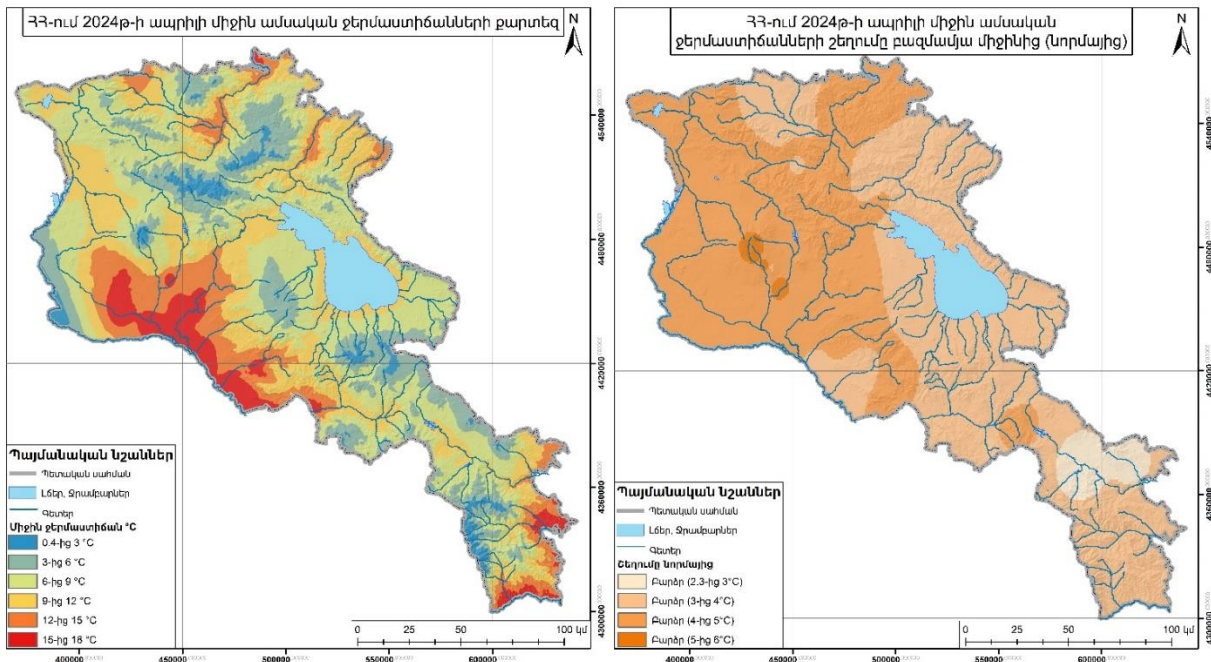 ՀՀ-ում 2024թ-ի ապրիլի միջին ամսական ջերմաստիճանների քարտեզ
N
4540000
4480000
4420000
4360000
4300000
Պայմանական նշաններ
Պետական սահման
Լճեր, Ջրամբարներ
Գետեր
Միջին ջերմաստիճան °C
0.4-ից 3 °C
3-ից 6 °C
6-ից 9 °C
9-ից 12 °C
12-ից 15 °C
15-ից 18 °C
0 25 50 100 կմ
400000 450000 500000 550000 600000
ՀՀ-ում 2024թ-ի ապրիլի միջին ամսական
ջերմաստիճանների շեղումը բազմամյա միջինից (նորմայից)
N
4540000
4480000
4420000
4360000
4300000
Պայմանական նշաններ
Պետական սահման
Լճեր, Ջրամբարներ
Գետեր
Շեղումը նորմայից
Բարձր (2.3-ից 3°C)
Բարձր (3-ից 4°C)
Բարձր (4-ից 5°C)
Բարձր (5-ից 6°C)
0 25 50 100 կմ
400000 450000 500000 550000 600000